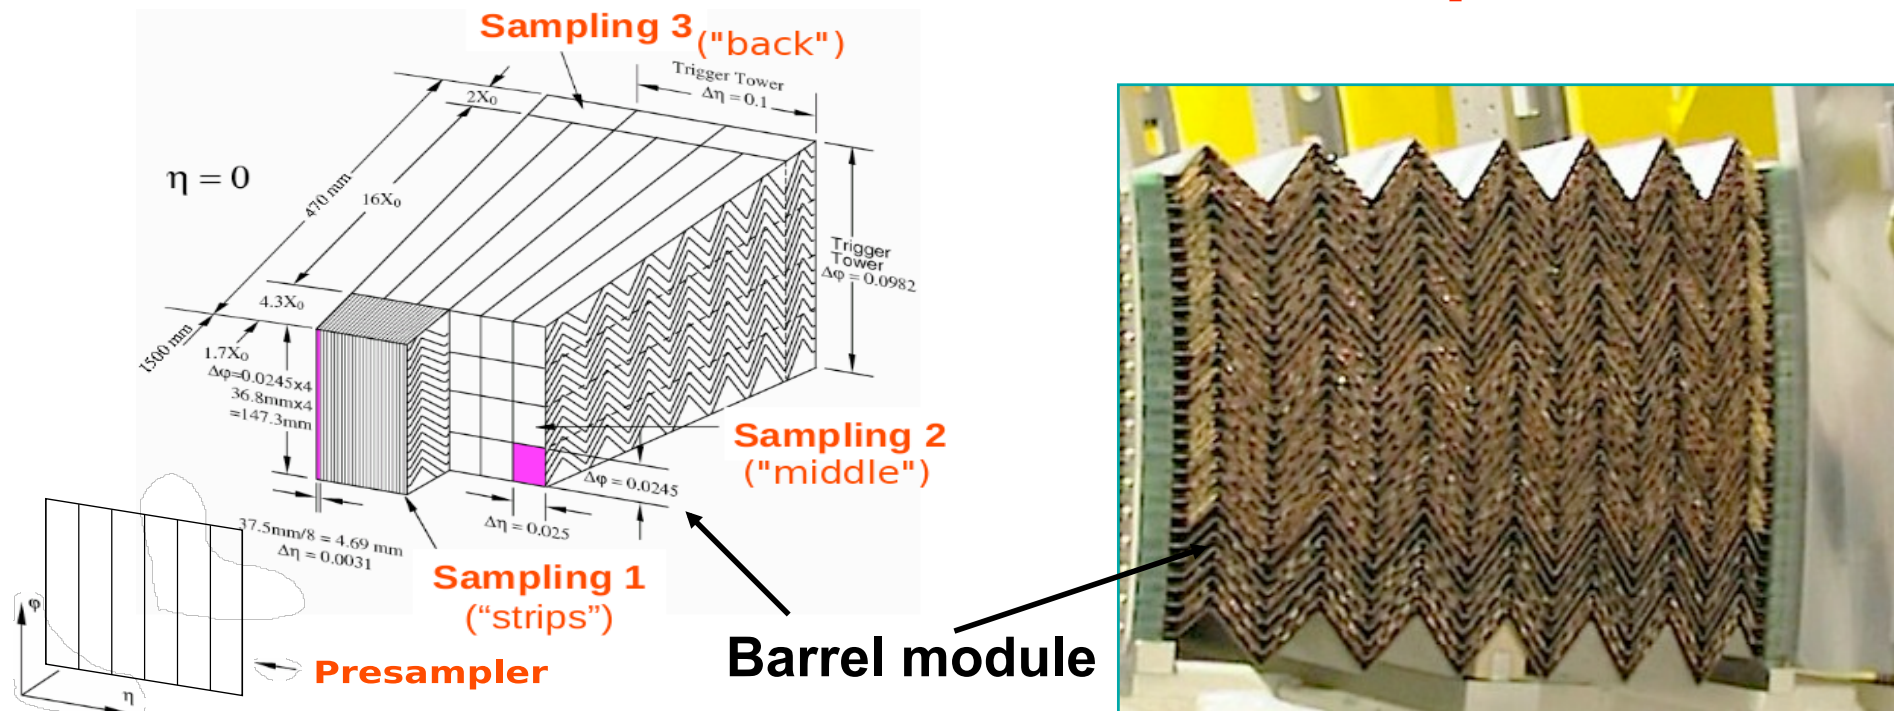 Sampling 3
("back")
Trigger Tower
Δη = 0.1
2X₀
η = 0
470 mm
16X₀
Trigger
Tower
Δφ = 0.0982
4.3X₀
1500 mm
1.7X₀
Δφ=0.0245x4
36.8mmx4
=147.3mm
Sampling 2
("middle")
Δφ = 0.0245
Δη = 0.025
37.5mm/8 = 4.69 mm
Δη = 0.0031
Sampling 1
(“strips”)
φ
η
Presampler
Barrel module